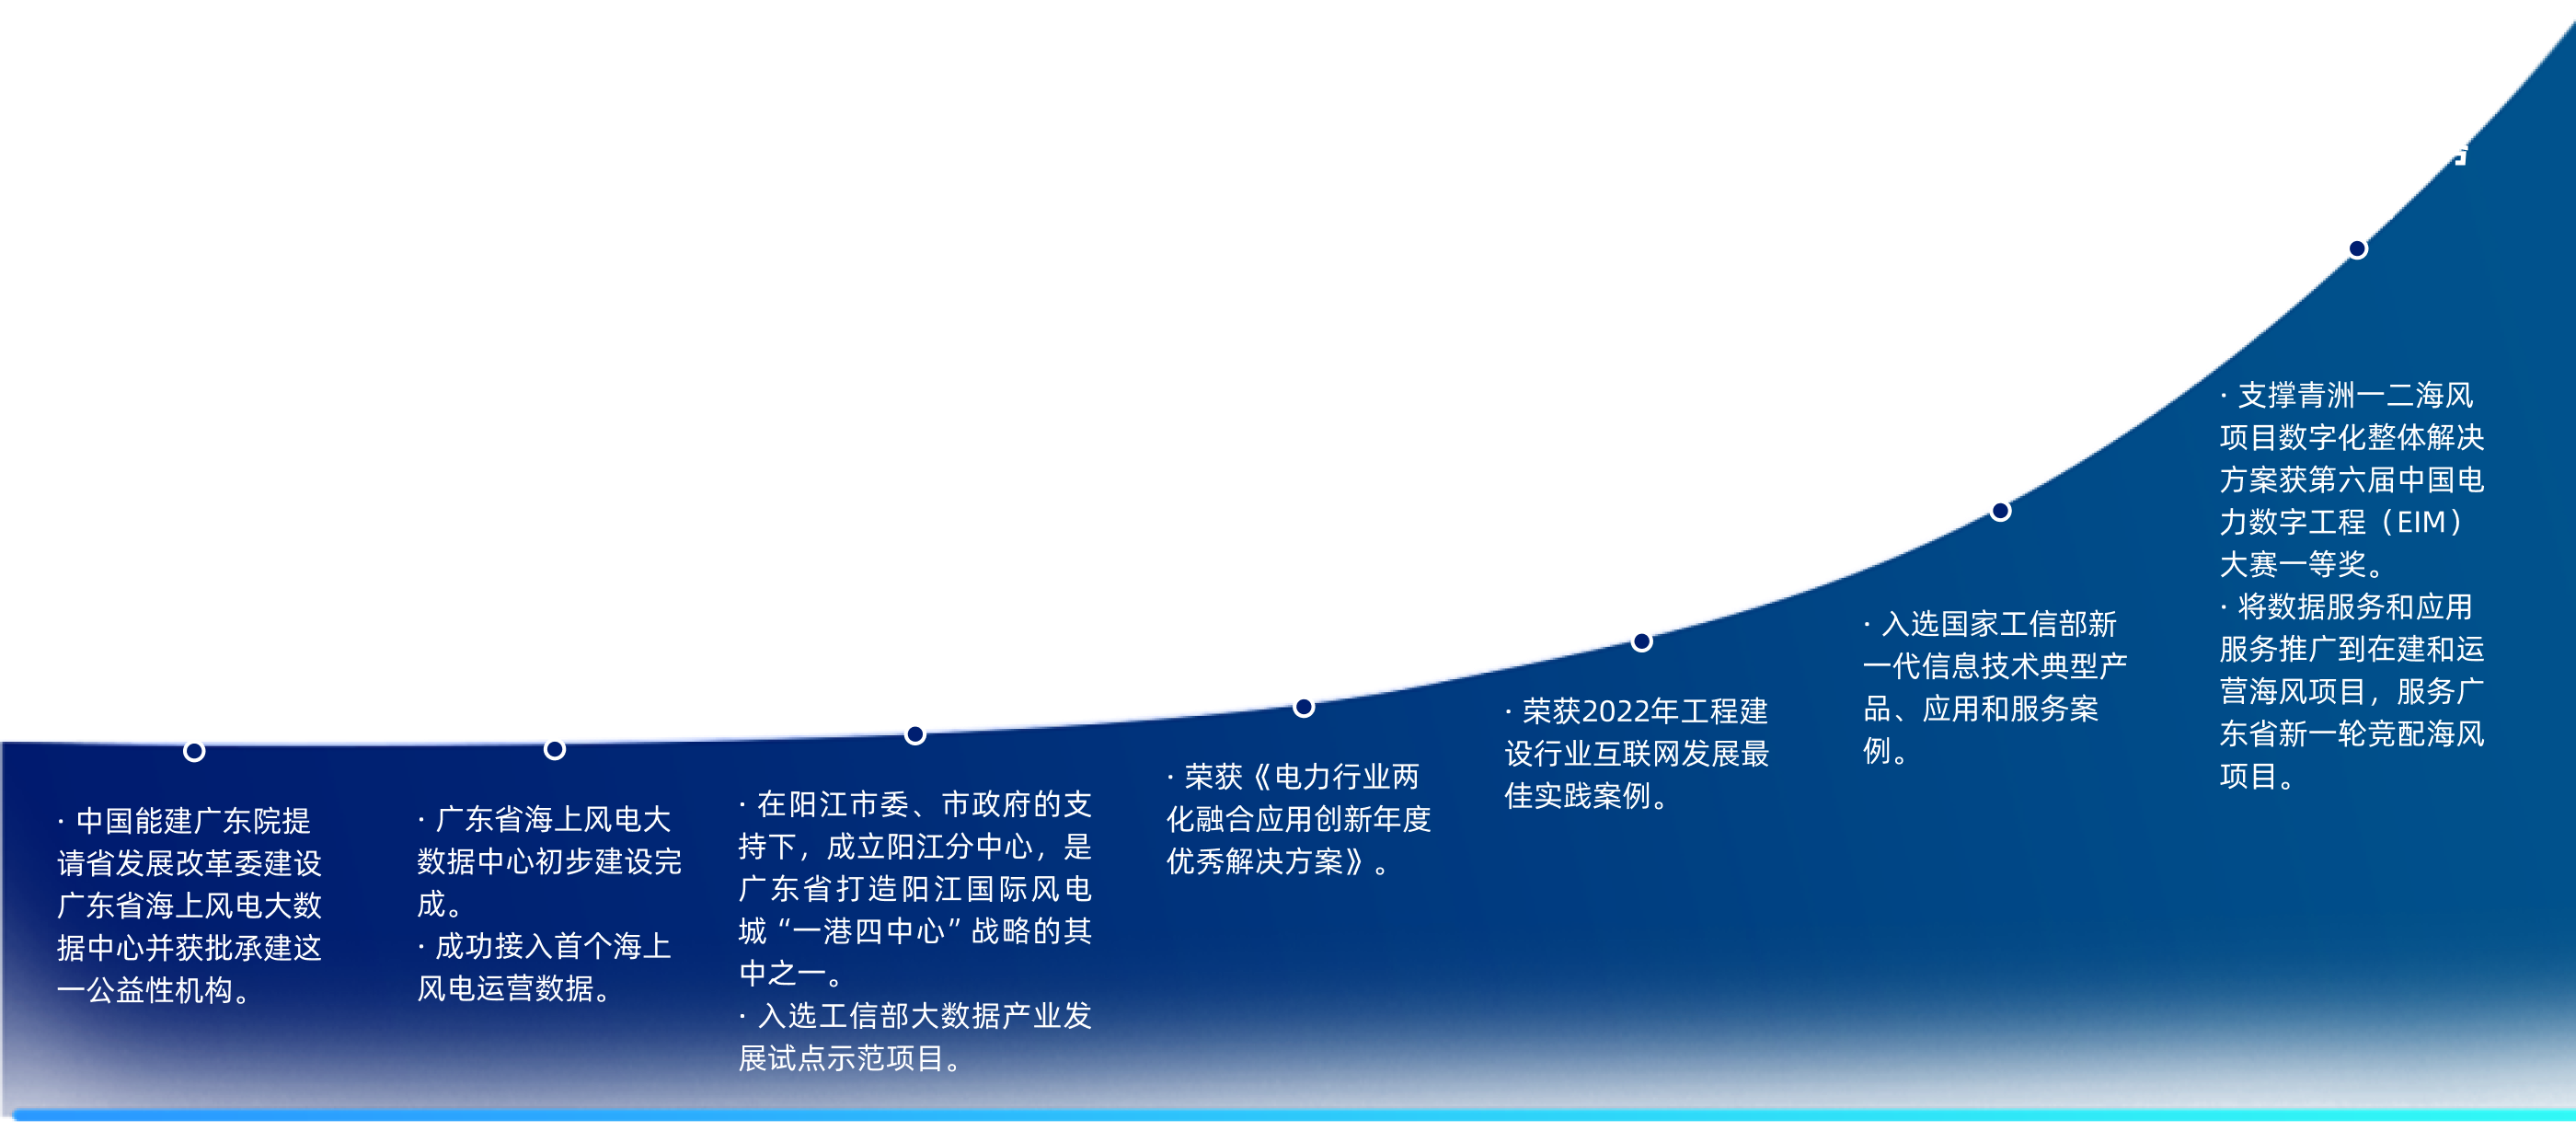 · 中国能建广东院提
请省发展改革委建设
广东省海上风电大数
据中心并获批承建这
一公益性机构。
· 广东省海上风电大
数据中心初步建设完
成。
· 成功接入首个海上
风电运营数据。
· 在阳江市委、市政府的支
持下，成立阳江分中心，是
广东省打造阳江国际风电
城“一港四中心”战略的其
中之一。
· 入选工信部大数据产业发
展试点示范项目。
· 荣获《电力行业两
化融合应用创新年度
优秀解决方案》。
· 荣获2022年工程建
设行业互联网发展最
佳实践案例。
· 入选国家工信部新
一代信息技术典型产
品、应用和服务案
例。
· 支撑青洲一二海风
项目数字化整体解决
方案获第六届中国电
力数字工程（EIM）
大赛一等奖。
· 将数据服务和应用
服务推广到在建和运
营海风项目，服务广
东省新一轮竞配海风
项目。